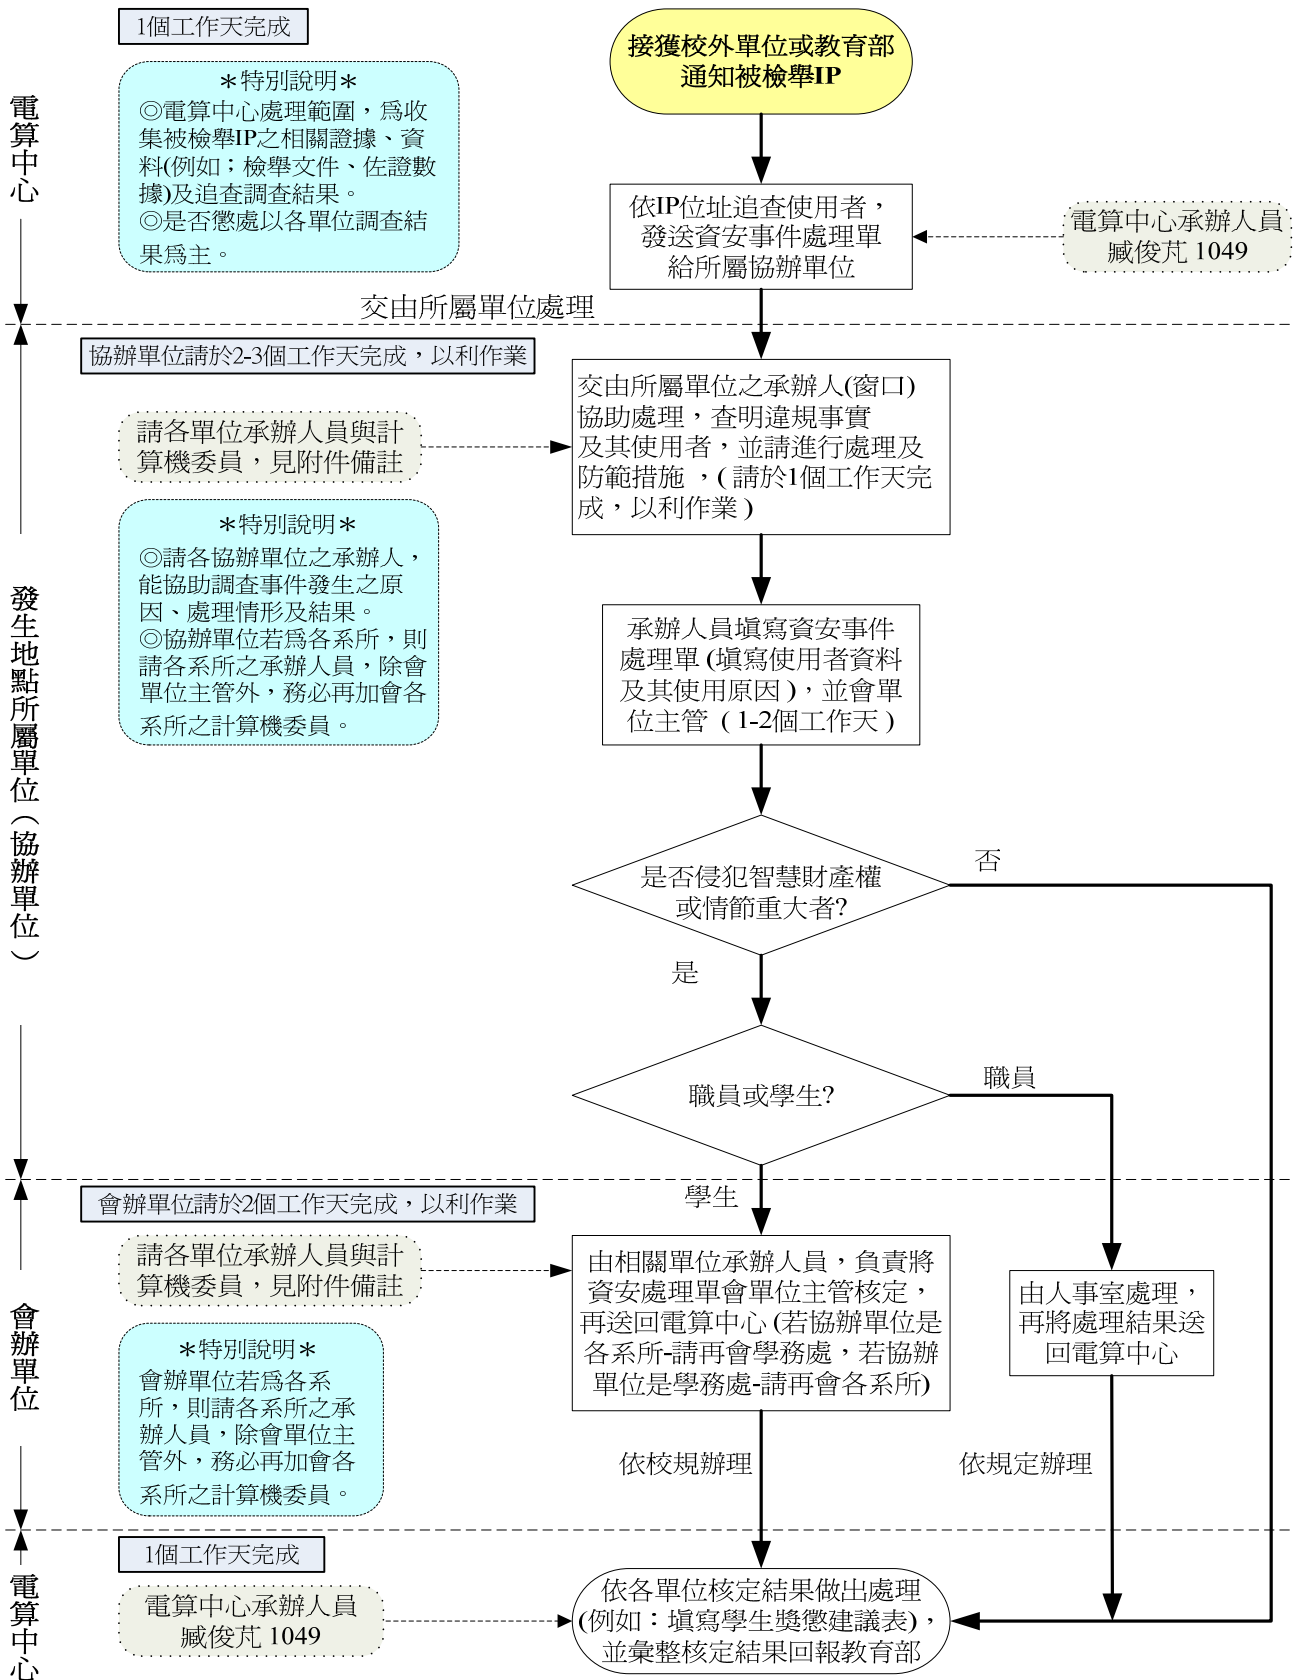 電算中心
1個工作天完成
接獲校外單位或教育部
通知被檢舉IP
＊特別說明＊
◎電算中心處理範圍，為收
集被檢舉IP之相關證據、資
料(例如；檢舉文件、佐證數
據)及追查調查結果。
◎是否懲處以各單位調查結
果為主。
依IP位址追查使用者，
發送資安事件處理單
給所屬協辦單位
電算中心承辦人員
臧俊芃 1049
交由所屬單位處理
發生地點所屬單位（協辦單位）
協辦單位請於2-3個工作天完成，以利作業
交由所屬單位之承辦人(窗口)
協助處理，查明違規事實
及其使用者，並請進行處理及
防範措施 ，( 請於1個工作天完
成，以利作業 )
請各單位承辦人員與計
算機委員，見附件備註
＊特別說明＊
◎請各協辦單位之承辦人，
能協助調查事件發生之原
因、處理情形及結果。
◎協辦單位若為各系所，則
請各系所之承辦人員，除會
單位主管外，務必再加會各
系所之計算機委員。
承辦人員填寫資安事件
處理單 (填寫使用者資料
及其使用原因 )，並會單
位主管 ( 1-2個工作天 )
是否侵犯智慧財產權
或情節重大者?
否
是
職員或學生?
職員
學生
會辦單位
會辦單位請於2個工作天完成，以利作業
請各單位承辦人員與計
算機委員，見附件備註
＊特別說明＊
會辦單位若為各系
所，則請各系所之承
辦人員，除會單位主
管外，務必再加會各
系所之計算機委員。
由相關單位承辦人員，負責將
資安處理單會單位主管核定，
再送回電算中心 (若協辦單位是
各系所-請再會學務處，若協辦
單位是學務處-請再會各系所)
由人事室處理，
再將處理結果送
回電算中心
依校規辦理
依規定辦理
電算中心
1個工作天完成
電算中心承辦人員
臧俊芃 1049
依各單位核定結果做出處理
(例如：填寫學生獎懲建議表)，
並彙整核定結果回報教育部